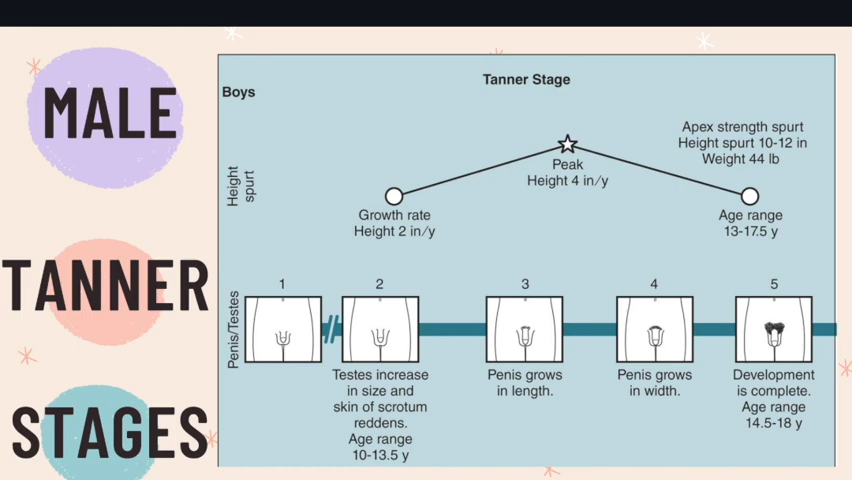 MALE
TANNER
STAGES
Tanner Stage
Boys
Height
spurt
Apex strength spurt
Height spurt 10-12 in
Weight 44 lb
Peak
Height 4 in/y
Growth rate
Height 2 in/y
Age range
13-17.5 y
Penis/Testes
1
2
3
4
5
Testes increase
in size and
skin of scrotum
reddens.
Age range
10-13.5 y
Penis grows
in length.
Penis grows
in width.
Development
is complete.
Age range
14.5-18 y